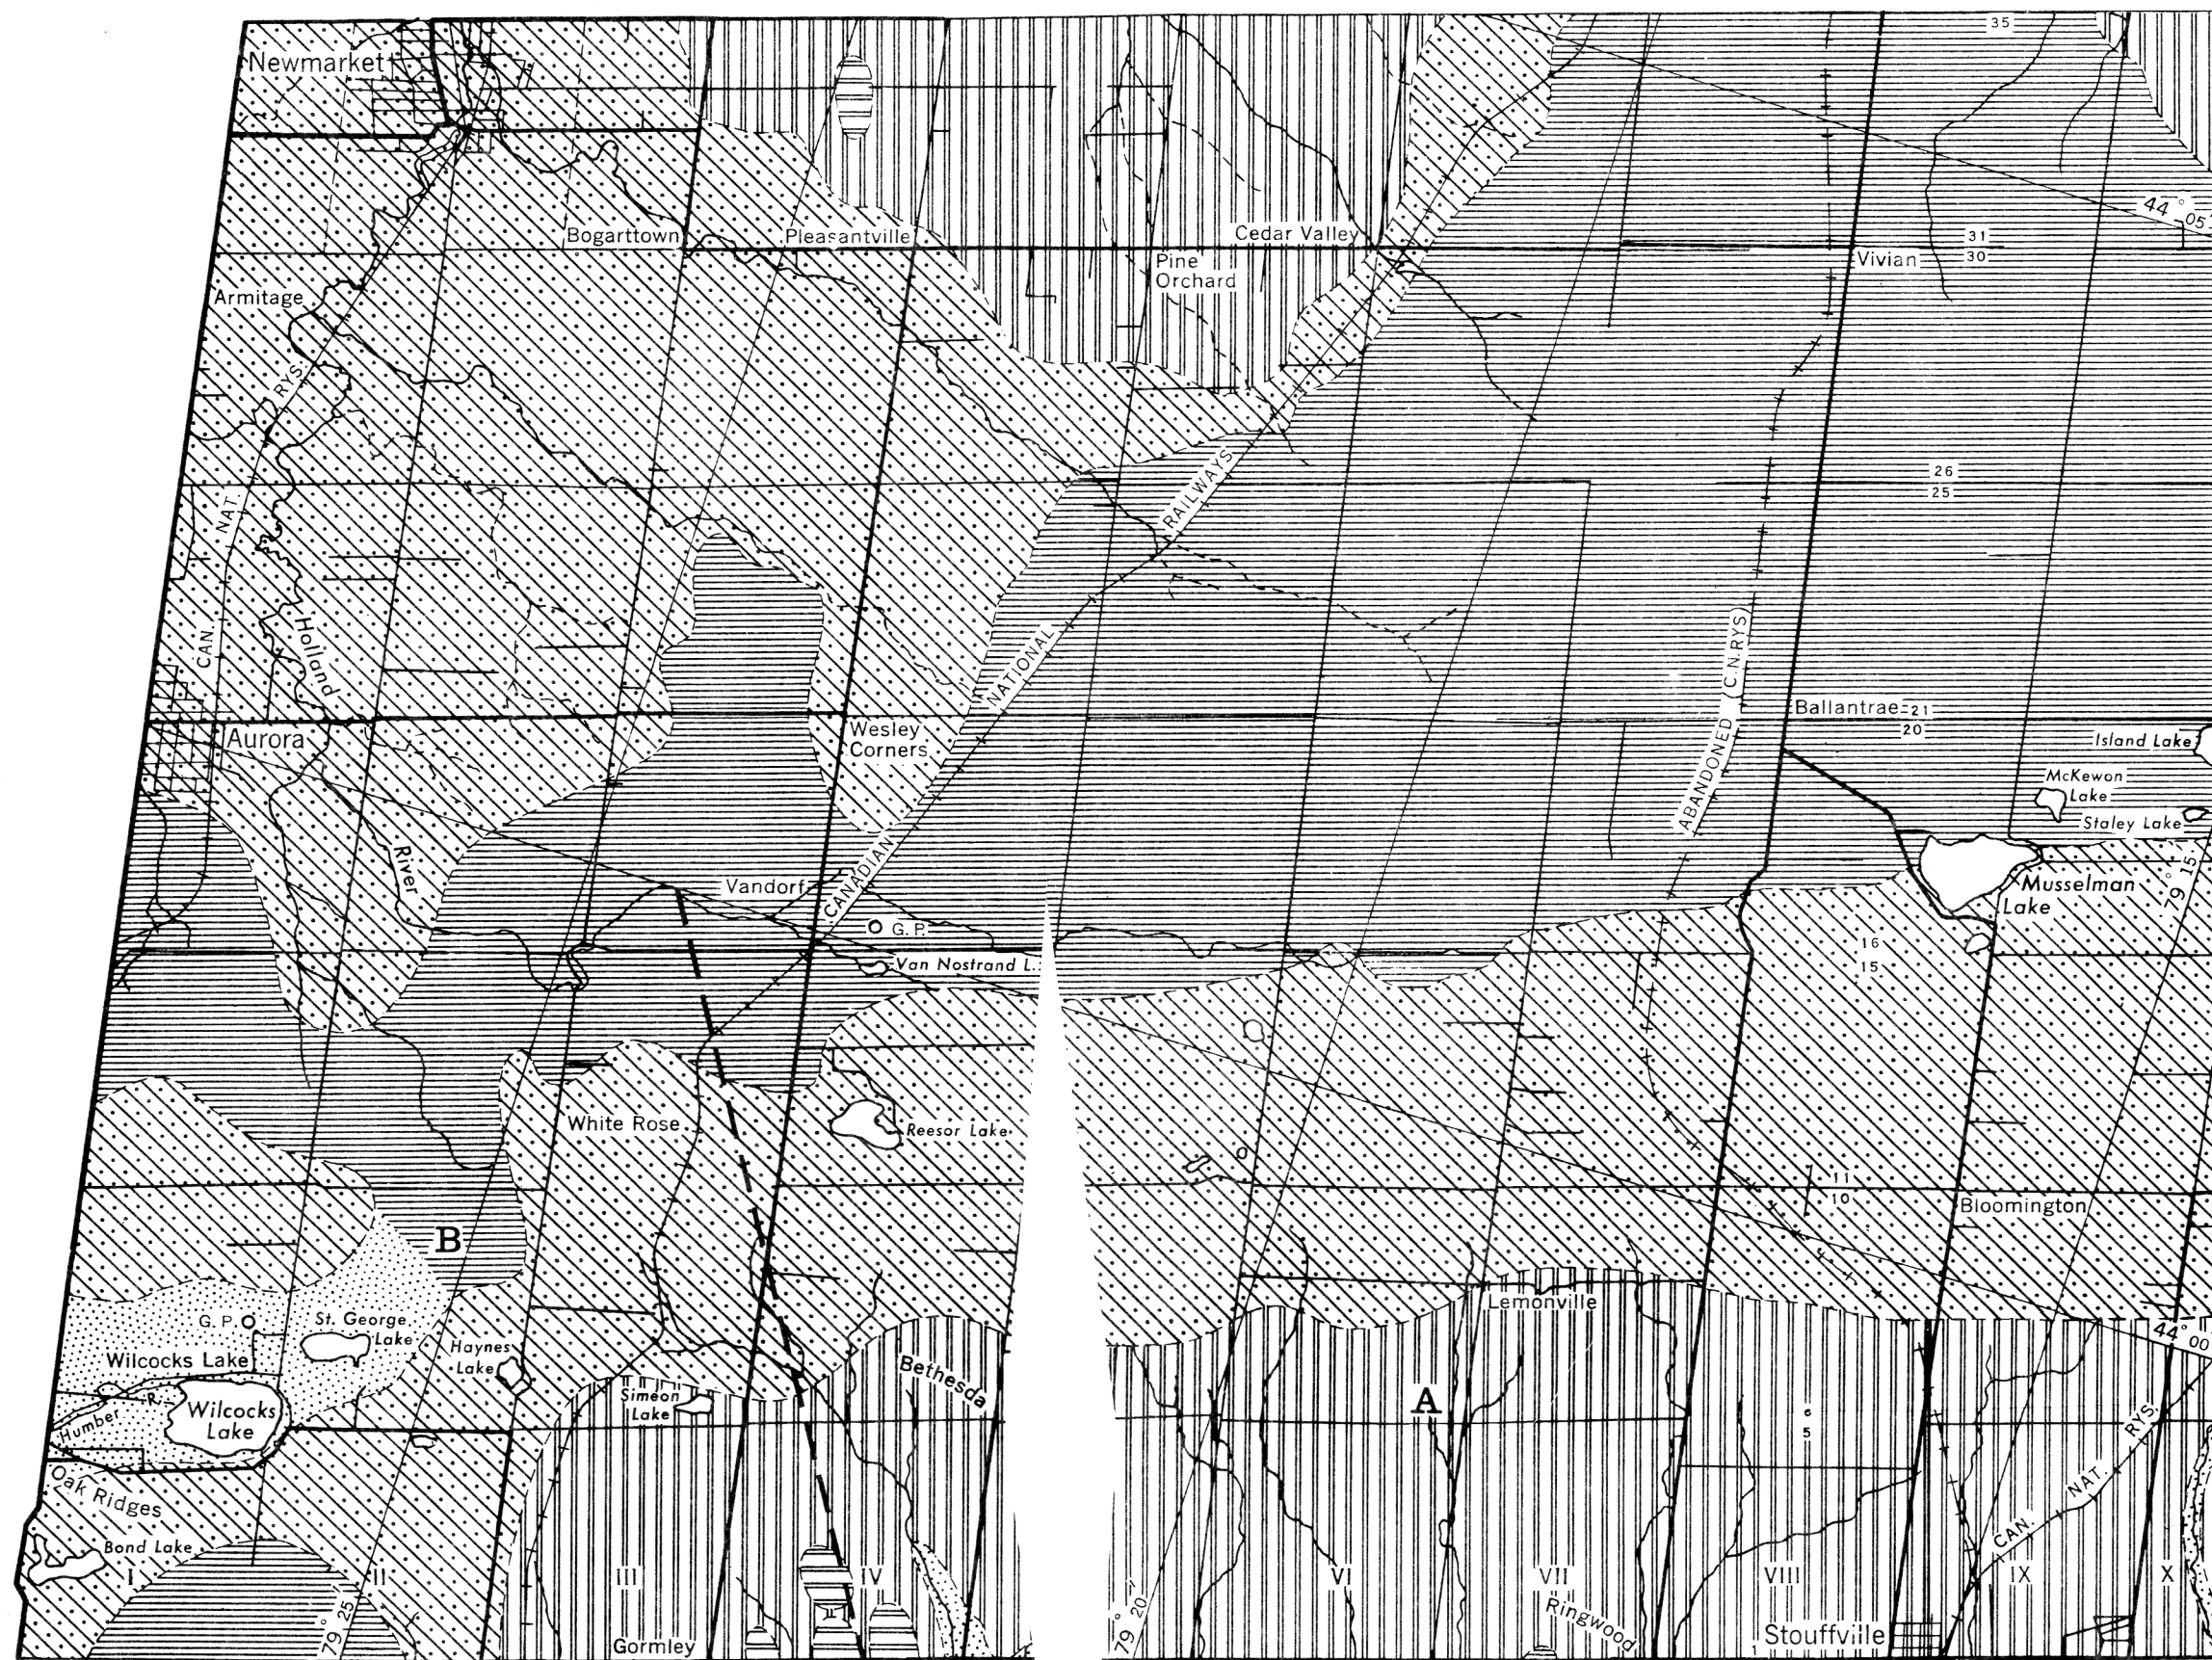 35
Newmarket
44° 05
Bogarttown
Pleasantville
Cedar Valley
31
30
Vivian
Pine
Orchard
Armitage
CAN. NAT. RYS.
26
25
CANADIAN NATIONAL RAILWAYS
Holland River
ABANDONED (C.N.RYS)
Ballantrae
21
20
Wesley
Corners
Aurora
Island Lake
McKewon
Lake
Staley Lake
79° 15'
Musselman
Lake
Vandorf
G. P.
Van Nostrand L.
16
15
White Rose
Reesor Lake
11
10
Bloomington
B
G. P.
St. George
Lake
Lemonville
44° 00
Haynes
Lake
Wilcocks Lake
Bethesda
Simeon
Lake
A
Humber R.
Wilcocks
Lake
6
5
Oak Ridges
CAN. NAT. RYS.
Bond Lake
I
II
III
IV
VI
VII
VIII
IX
X
79° 25'
79° 20'
Ringwood
Gormley
1
Stouffville